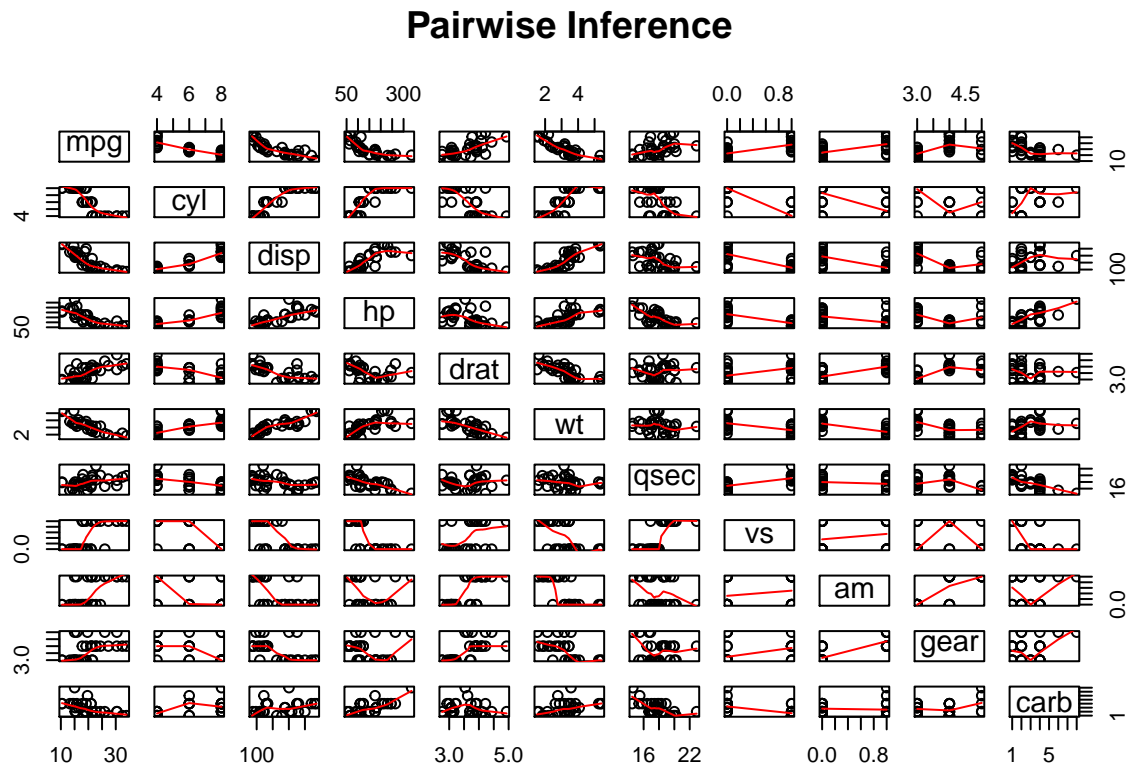 Pairwise Inference
4 6 8 50 300 2 4 0.0 0.8 3.0 4.5
mpg 10
4 cyl
disp 100
50 hp
drat 3.0
2 wt
qsec 16
0.0 vs
am 0.0
3.0 gear
carb 1
10 30 100 3.0 5.0 16 22 0.0 0.8 1 5